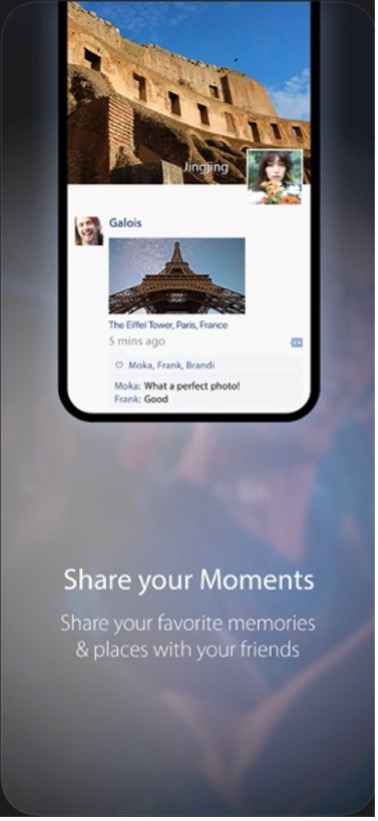 Jingjing
Galois
The Eiffel Tower, Paris, France
5 mins ago
Moka, Frank, Brandi
Moka: What a perfect photo!
Frank: Good
Share your Moments
Share your favorite memories
& places with your friends